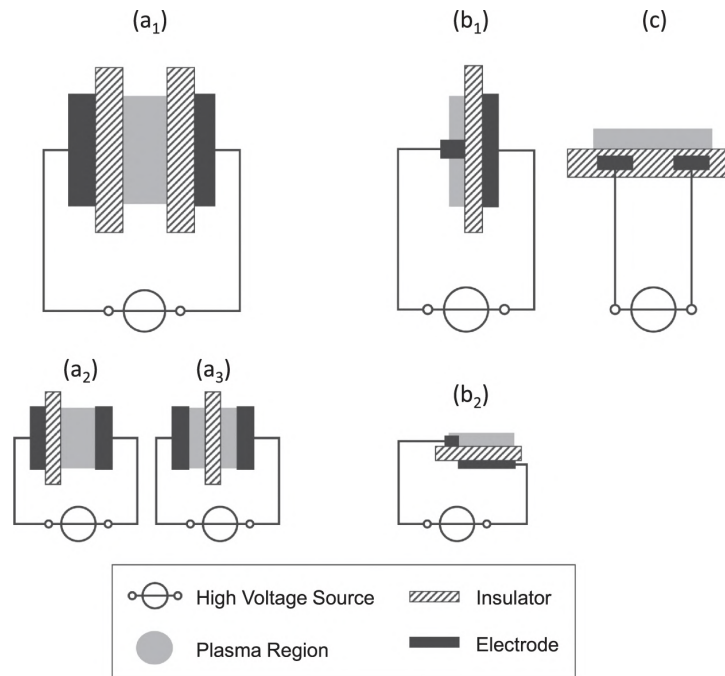 (a₁)
(b₁)
(c)
(a₂)
(a₃)
(b₂)
High Voltage Source
Insulator
Plasma Region
Electrode